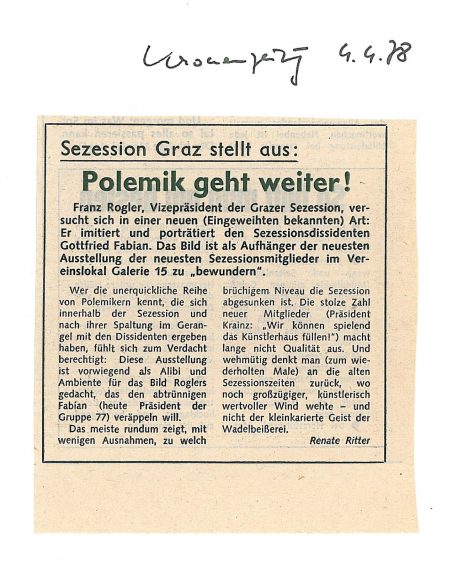 Kronenzeitung 4.4.78
Sezession Graz stellt aus:
Polemik geht weiter!
Franz Rogler, Vizepräsident der Grazer Sezession, ver-
sucht sich in einer neuen (Eingeweihten bekannten) Art:
Er imitiert und porträtiert den Sezessionsdissidenten
Gottfried Fabian. Das Bild ist als Aufhänger der neuesten
Ausstellung der neuesten Sezessionsmitglieder im Ver-
einslokal Galerie 15 zu „bewundern“.
Wer die unerquickliche Reihe
von Polemikern kennt, die sich
innerhalb der Sezession und
nach ihrer Spaltung im Geran-
gel mit den Dissidenten ergeben
haben, fühlt sich zum Verdacht
berechtigt: Diese Ausstellung
ist vorwiegend als Alibi und
Ambiente für das Bild Roglers
gedacht, das den abtrünnigen
Fabian (heute Präsident der
Gruppe 77) veräppeln will.
Das meiste rundum zeigt, mit
wenigen Ausnahmen, zu welch
brüchigem Niveau die Sezession
abgesunken ist. Die stolze Zahl
neuer Mitglieder (Präsident
Krainz: „Wir können spielend
das Künstlerhaus füllen!“) macht
lange nicht Qualität aus. Und
wehmütig denkt man (zum wie-
derholten Male) an die alten
Sezessionszeiten zurück, wo
noch großzügiger, künstlerisch
wertvoller Wind wehte – und
nicht der kleinkarierte Geist der
Wadelbeißerei.
Renate Ritter